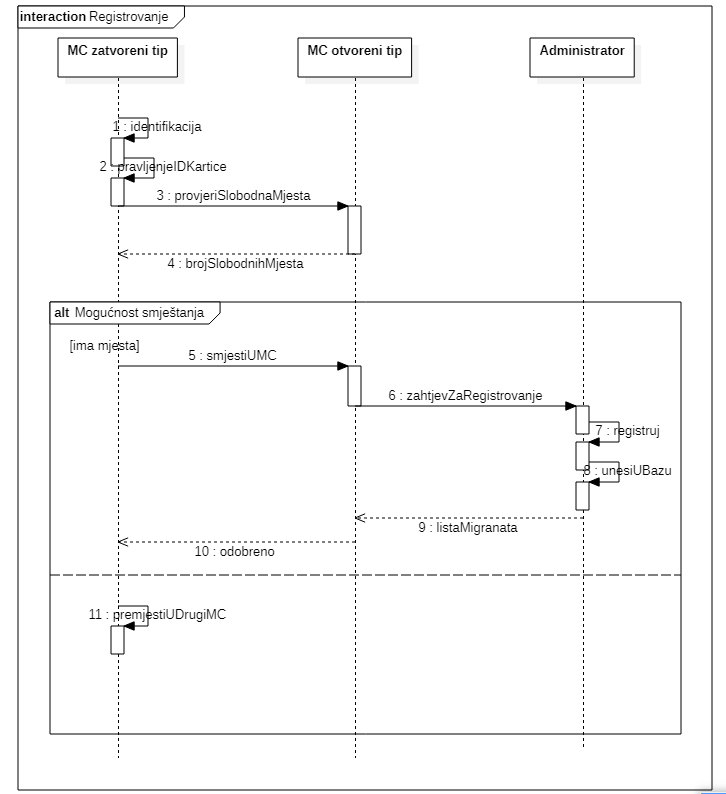 interaction Registrovanje
MC zatvoreni tip
MC otvoreni tip
Administrator
1 : identifikacija
2 : pravljenjeIDKartice
3 : provjeriSlobodnaMjesta
4 : brojSlobodnihMjesta
alt Mogućnost smještanja
[ima mjesta]
5 : smjestiUMC
6 : zahtjevZaRegistrovanje
7 : registruj
8 : unesiUBazu
9 : listaMigranata
10 : odobreno
11 : premjestiUDrugiMC